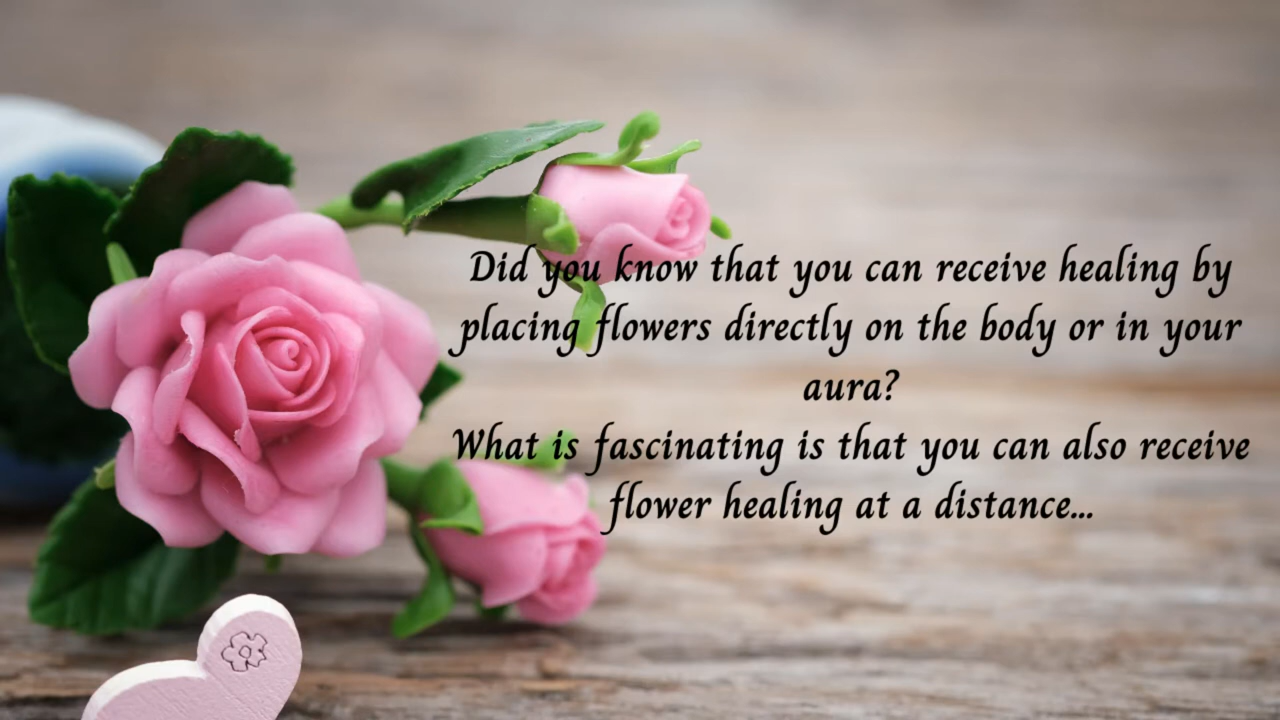 Did you know that you can receive healing by
placing flowers directly on the body or in your
aura?
What is fascinating is that you can also receive
flower healing at a distance...